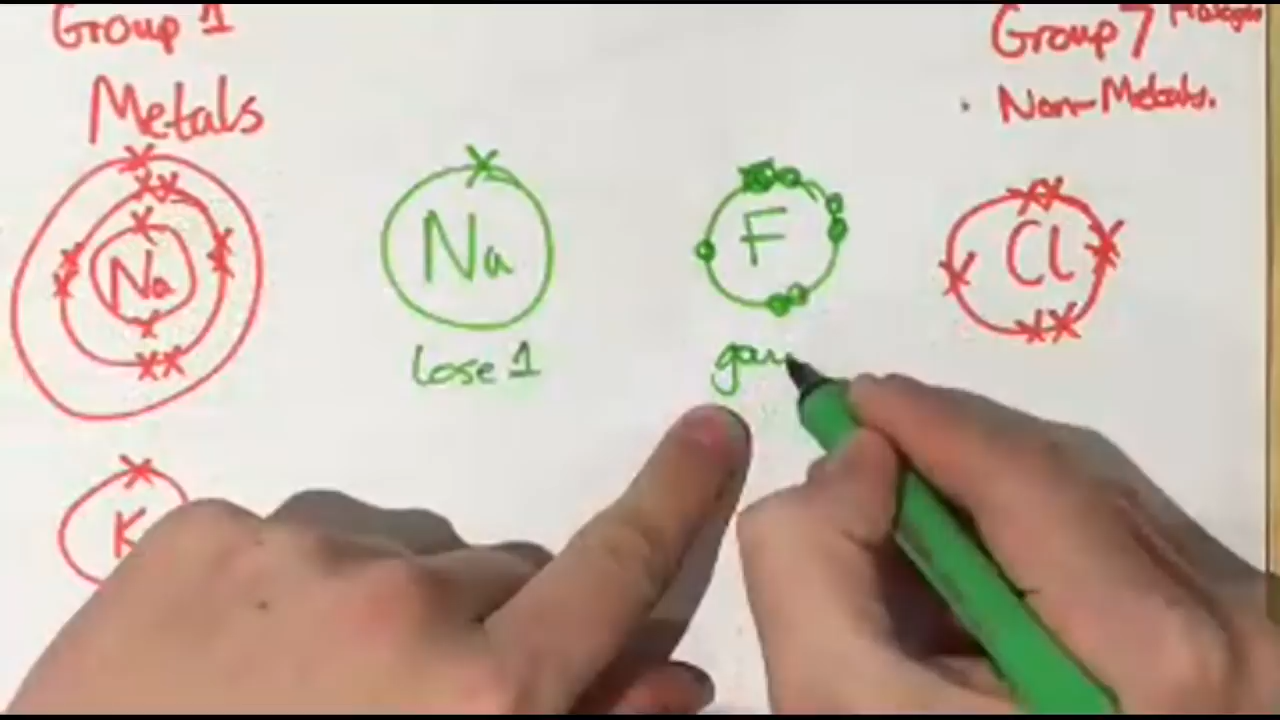 Group 1
Metals
Group 7
Non-Metals.
Na
Na
F
Cl
lose 1
K